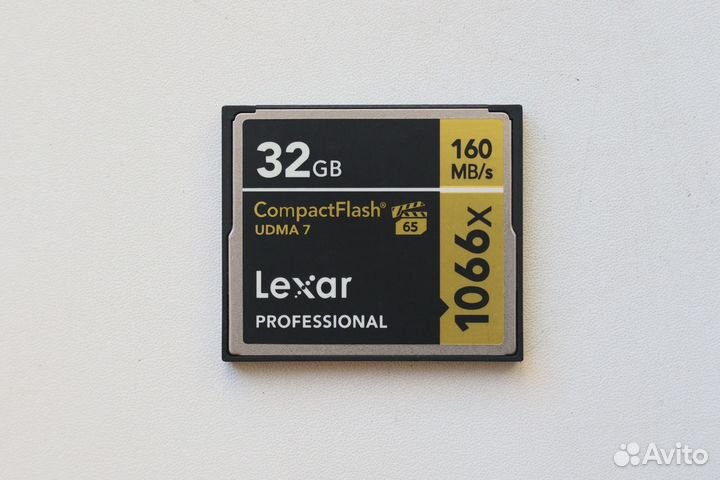 32GB
160
MB/s
CompactFlash®
UDMA 7
65
1066x
Lexar
PROFESSIONAL
Avito